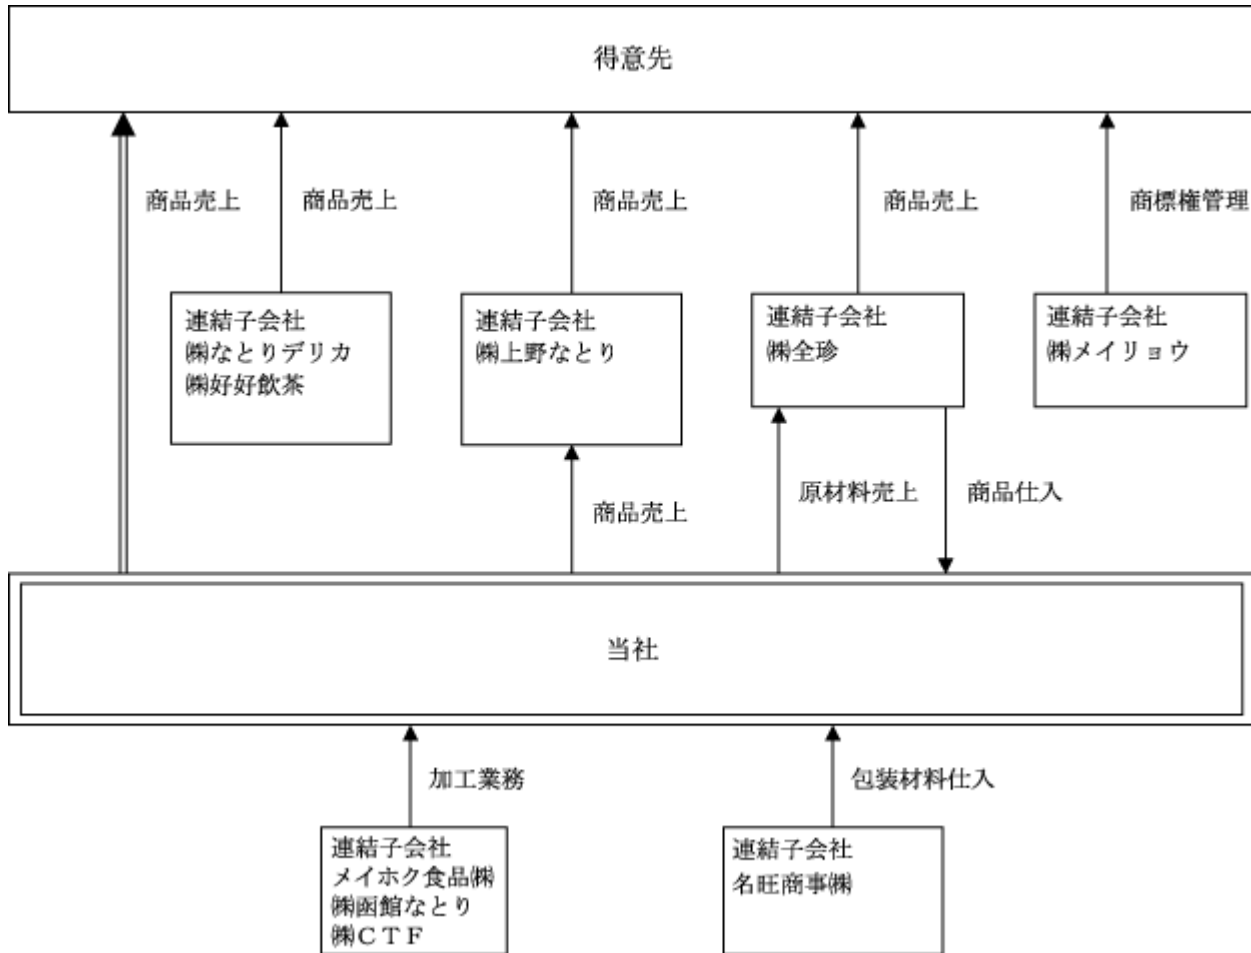 得意先
商品売上
商品売上
商品売上
商品売上
商標権管理
連結子会社
㈱なとりデリカ
㈱好好飲茶
連結子会社
㈱上野なとり
連結子会社
㈱全珍
連結子会社
㈱メイリョウ
商品売上
原材料売上
商品仕入
当社
加工業務
包装材料仕入
連結子会社
メイホク食品㈱
㈱函館なとり
㈱ＣＴＦ
連結子会社
名旺商事㈱